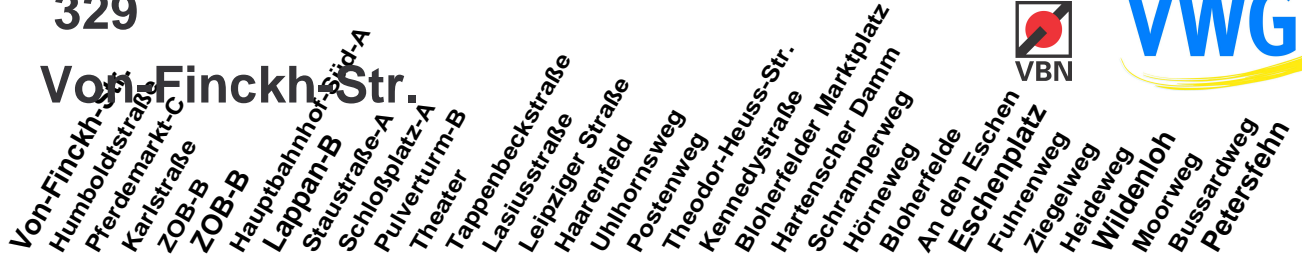 329
Von-Finckh-Str.
VBN
VWG
Von-Finckh-Str.
Humboldtstraße
Pferdemarkt-C
Karlstraße
ZOB-B
ZOB-B
Hauptbahnhof-Süd-A
Lappan-B
Staustraße-A
Schloßplatz-A
Pulverturm-B
Theater
Tappenbeckstraße
Lasiusstraße
Leipziger Straße
Haarenfeld
Uhlhornsweg
Postenweg
Theodor-Heuss-Str.
Kennedystraße
Bloherfelder Marktplatz
Hartenscher Damm
Schramperweg
Hörneweg
Bloherfelde
An den Eschen
Eschenplatz
Fuhrenweg
Ziegelweg
Heideweg
Wildenloh
Moorweg
Bussardweg
Petersfehn